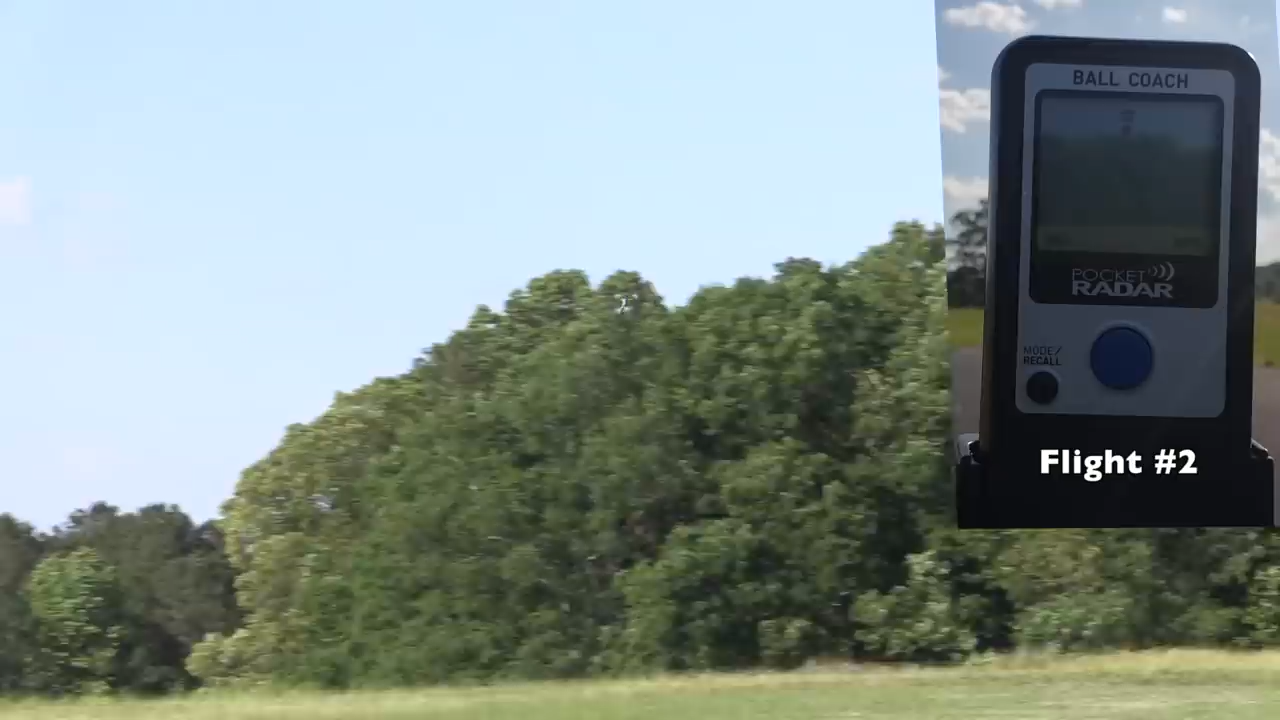 BALL COACH
POCKET
RADAR
MODE/
RECALL
Flight #2